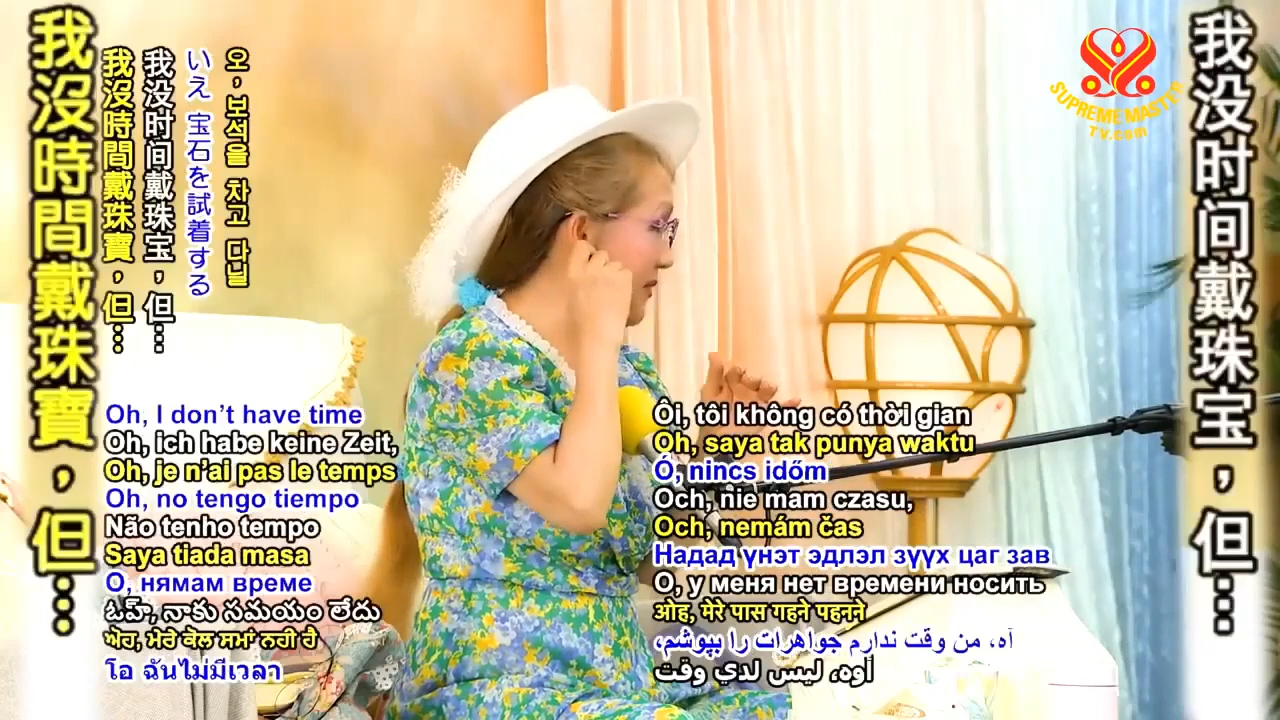 我沒時間戴珠寶，但…
我沒時間戴珠寶，但…
我没时间戴珠宝，但…
いえ 宝石を試着する
오, 보석을 차고 다닐
SUPREME MASTER
TV.com
我没时间戴珠宝，但…
Oh, I don’t have time
Oh, ich habe keine Zeit,
Oh, je n’ai pas le temps
Oh, no tengo tiempo
Não tenho tempo
Saya tiada masa
О, нямам време
ఓహ్, నాకు సమయం లేదు
ਐਹ, ਮੇਰੇ ਕੋਲ ਸਮਾਂ ਨਹੀ ਹੈ
โอ ฉันไม่มีเวลา
Ôi, tôi không có thời gian
Oh, saya tak punya waktu
Ó, nincs időm
Och, nie mam czasu,
Och, nemám čas
Надад үнэт эдлэл зүүх цаг зав
О, у меня нет времени носить
ओह, मेरे पास गहने पहनने
آه، من وقت ندارم جواهرات را بپوشم،
أوه، ليس لدي وقت